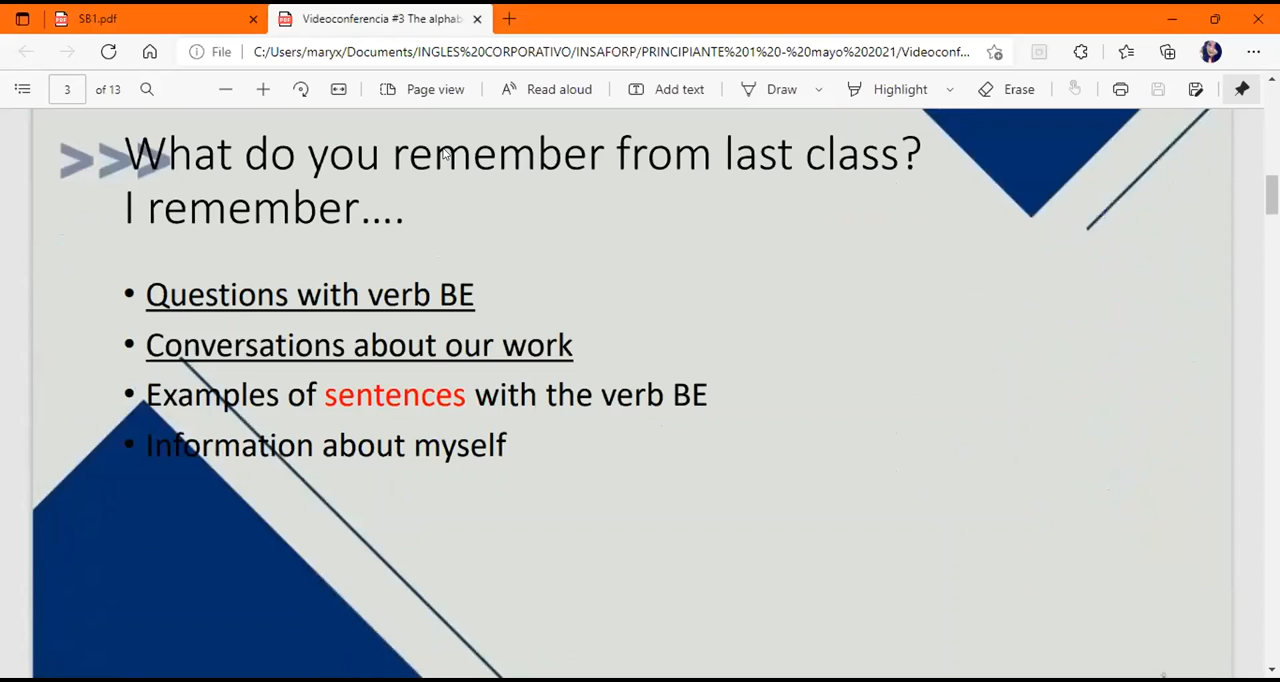 SB1.pdf
Videoconferencia #3 The alphab
File
C:/Users/maryx/Documents/INGLES%20CORPORATIVO/INSAFORP/PRINCIPIANTE%201%20-%20mayo%202021/Videoconf...
3 of 13
Page view
Read aloud
Add text
Draw
Highlight
Erase
>>>What do you remember from last class?
I remember....
• Questions with verb BE
• Conversations about our work
• Examples of sentences with the verb BE
• Information about myself